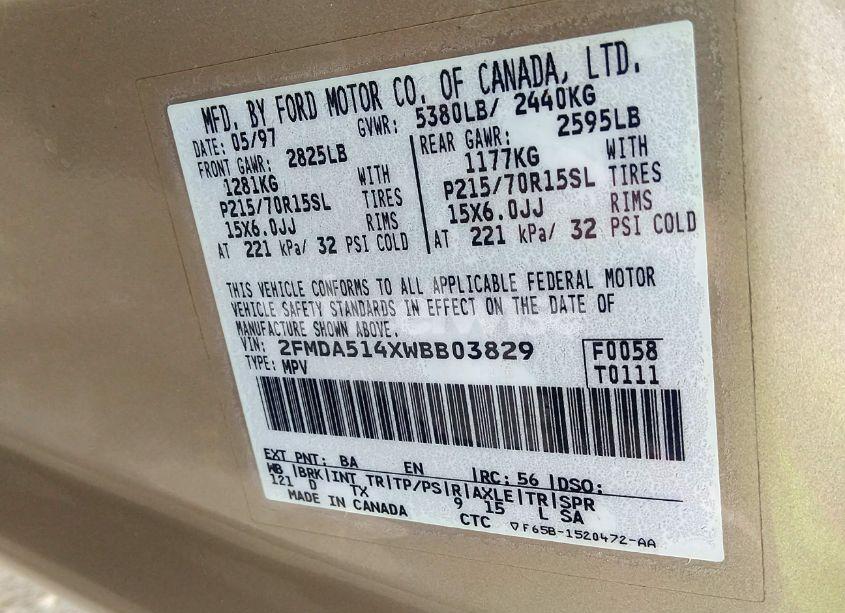 MFD. BY FORD MOTOR CO. OF CANADA, LTD.
DATE: 05/97 GVWR: 5380LB/ 2440KG
FRONT GAWR: 2825LB REAR GAWR: 2595LB
1281KG WITH 1177KG WITH
P215/70R15SL TIRES P215/70R15SL TIRES
15X6.0JJ RIMS 15X6.0JJ RIMS
AT 221 kPa/ 32 PSI COLD AT 221 kPa/ 32 PSI COLD
THIS VEHICLE CONFORMS TO ALL APPLICABLE FEDERAL MOTOR
VEHICLE SAFETY STANDARDS IN EFFECT ON THE DATE OF
MANUFACTURE SHOWN ABOVE.
VIN: 2FMDA514XWBB03829 F0058
TYPE: MPV T0111
EXT PNT: BA EN RC: 56 DSO:
WB BRK INT TR TP/PS R AXLE TR SPR
121 D TX 9 15 L SA
MADE IN CANADA CTC F65B-1520472-AA